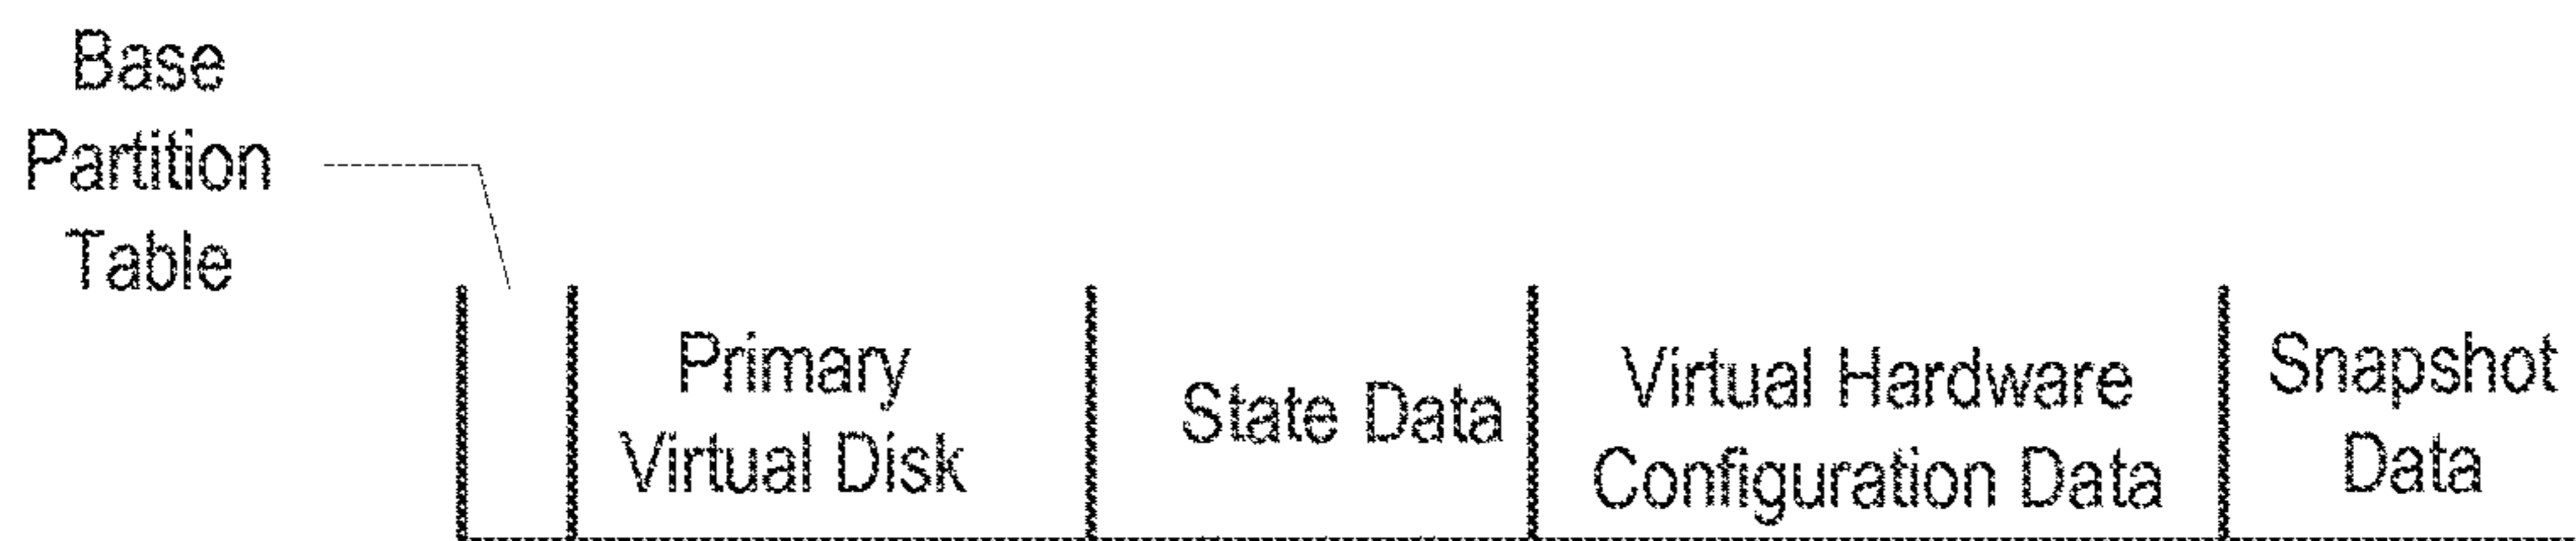 Base
Partition
Table
Primary
Virtual Disk
State Data
Virtual Hardware
Configuration Data
Snapshot
Data